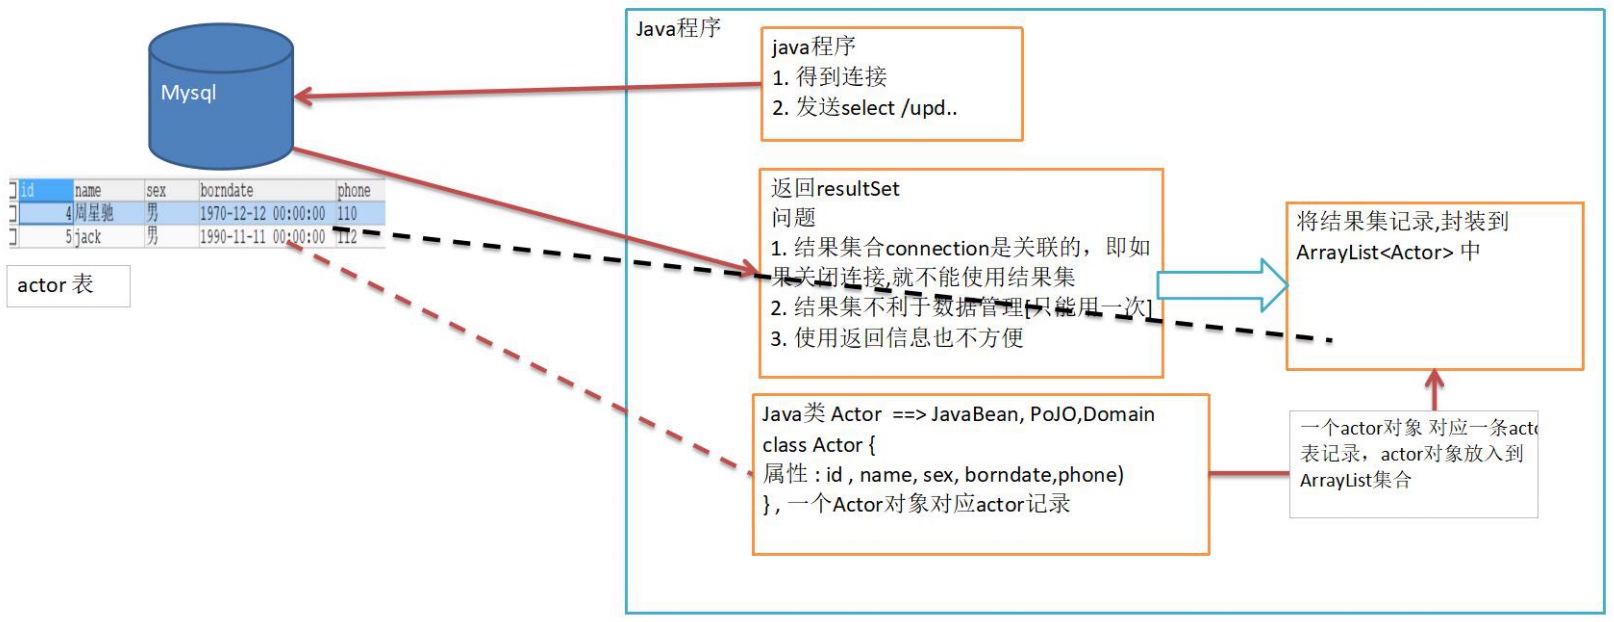 Java程序
java程序
1. 得到连接
2. 发送select /upd..
Mysql
id name sex borndate phone
4 周星驰 男 1970-12-12 00:00:00 110
5 jack 男 1990-11-11 00:00:00 112
actor 表
返回resultSet
问题
1. 结果集合connection是关联的，即如
果关闭连接,就不能使用结果集
2. 结果集不利于数据管理[只能用一次]
3. 使用返回信息也不方便
将结果集记录,封装到
ArrayList<Actor> 中
Java类 Actor ==> JavaBean, PoJO,Domain
class Actor {
属性 : id , name, sex, borndate,phone)
} , 一个Actor对象对应actor记录
一个actor对象 对应一条actc
表记录，actor对象放入到
ArrayList集合